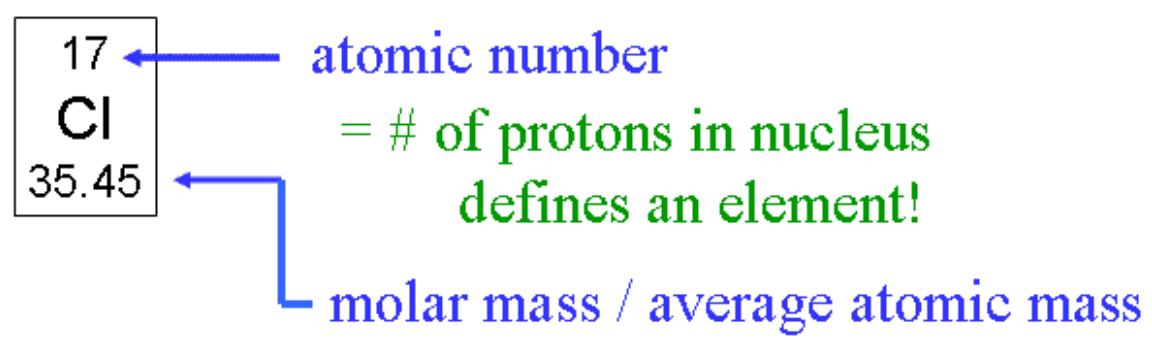 17
atomic number
Cl
= # of protons in nucleus
35.45
defines an element!
molar mass / average atomic mass